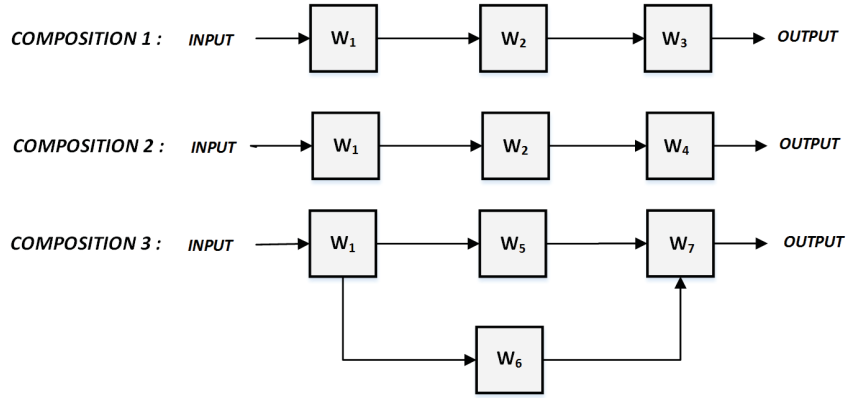 COMPOSITION 1 : INPUT W₁ W₂ W₃ OUTPUT
COMPOSITION 2 : INPUT W₁ W₂ W₄ OUTPUT
COMPOSITION 3 : INPUT W₁ W₅ W₇ OUTPUT
W₆